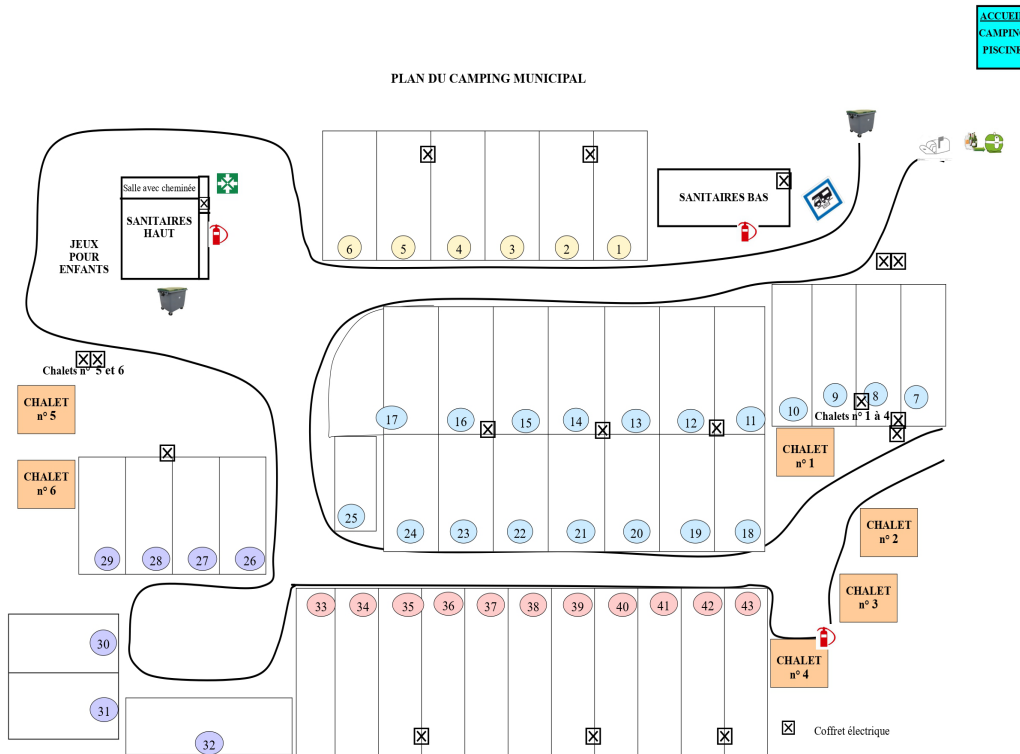 ACCUEIL
CAMPING
PISCINE
PLAN DU CAMPING MUNICIPAL
Salle avec cheminée
SANITAIRES
HAUT
JEUX
POUR
ENFANTS
SANITAIRES BAS
6 5 4 3 2 1
Chalets n° 5 et 6
CHALET
n° 5
CHALET
n° 6
17 16 15 14 13 12 11 10 9 8 7
Chalets n° 1 à 4
CHALET
n° 1
25 24 23 22 21 20 19 18
CHALET
n° 2
29 28 27 26
CHALET
n° 3
33 34 35 36 37 38 39 40 41 42 43
30
31
32
CHALET
n° 4
Coffret électrique